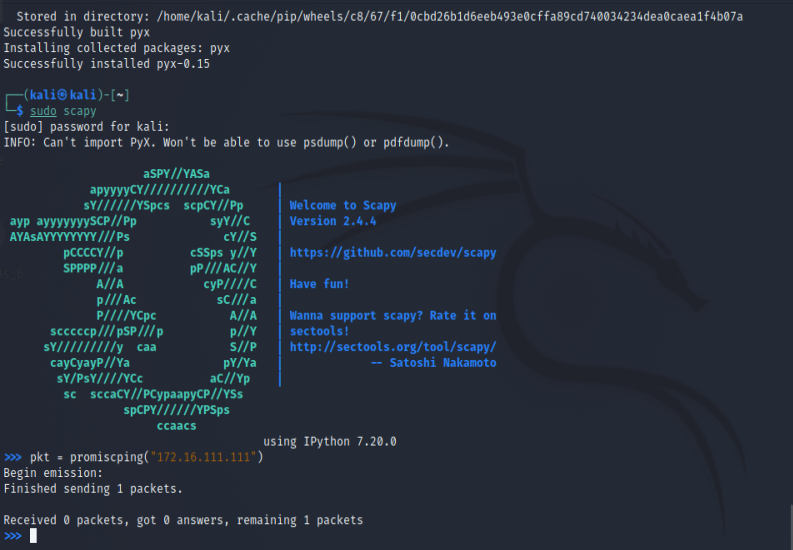 Stored in directory: /home/kali/.cache/pip/wheels/c8/67/f1/0cbd26b1d6eeb493e0cffa89cd740034234dea0caea1f4b07a
Successfully built pyx
Installing collected packages: pyx
Successfully installed pyx-0.15
┌──(kali㉿kali)-[~]
└─$ sudo scapy
[sudo] password for kali:
INFO: Can't import PyX. Won't be able to use psdump() or pdfdump().
aSPY//YASa
apyyyyCY//////////YCa |
sY//////YSpcs scpCY//Pp | Welcome to Scapy
ayp ayyyyyyySCP//Pp syY//C | Version 2.4.4
AYAsAYYYYYYYY///Ps cY//S |
pCCCCY//p cSSps y//Y | https://github.com/secdev/scapy
SPPPP///a pP///AC//Y |
A//A cyP////C | Have fun!
p///Ac sC///a |
P////YCpc A//A | Wanna support scapy? Rate it on
scccccp///pSP///p p//Y | sectools!
sY/////////y caa S//P | http://sectools.org/tool/scapy/
cayCyayP//Ya pY/Ya | -- Satoshi Nakamoto
sY/PsY////YCc aC//Yp |
sc sccaCY//PCypaapyCP//YSs
spCPY//////YPSps
ccaacs
using IPython 7.20.0
>>> pkt = promiscping("172.16.111.111")
Begin emission:
Finished sending 1 packets.
Received 0 packets, got 0 answers, remaining 1 packets
>>>